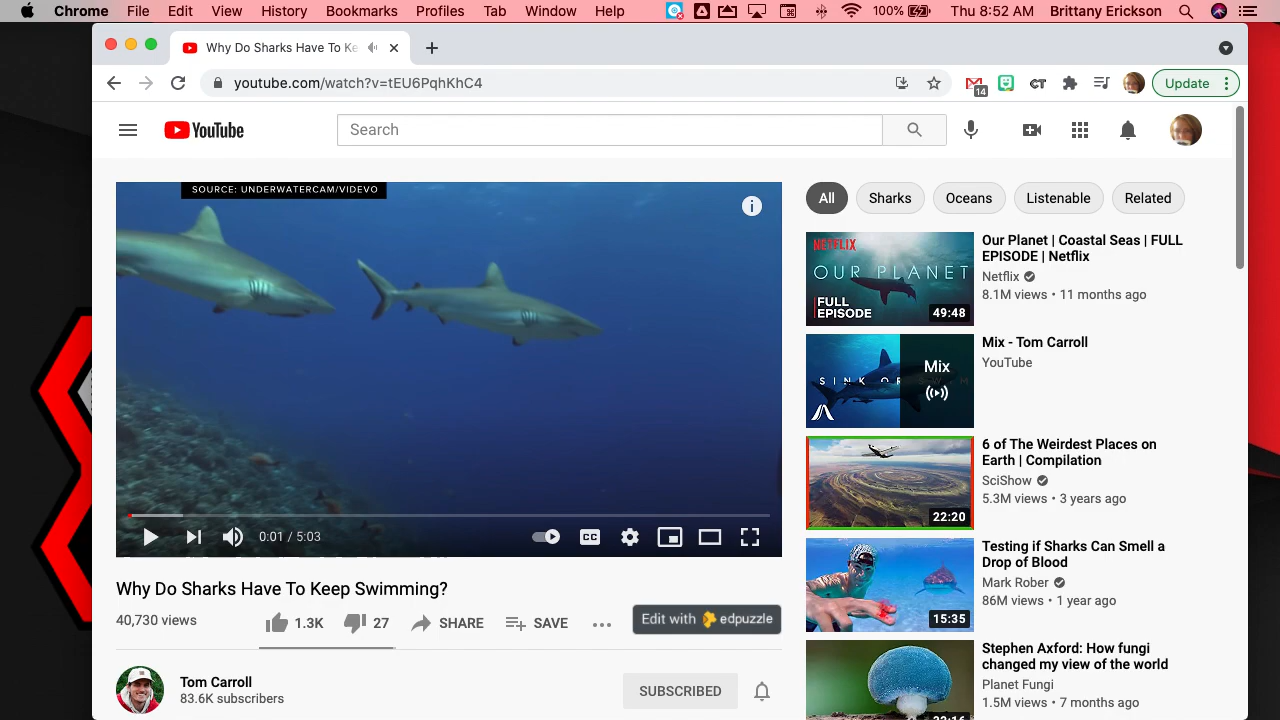 Chrome File Edit View History Bookmarks Profiles Tab Window Help 100% Thu 8:52 AM Brittany Erickson
Why Do Sharks Have To Ke
youtube.com/watch?v=tEU6PqhKhC4
14
GT
Update
YouTube
Search
SOURCE: UNDERWATERCAM/VIDEVO
0:01 / 5:03
CC
Why Do Sharks Have To Keep Swimming?
40,730 views
1.3K
27
SHARE
SAVE
Edit with edpuzzle
Tom Carroll
83.6K subscribers
SUBSCRIBED
All Sharks Oceans Listenable Related
NETFLIX
OUR PLANET
FULL
EPISODE
49:48
Our Planet | Coastal Seas | FULL
EPISODE | Netflix
Netflix
8.1M views • 11 months ago
SINK OR SWIM
Mix
Mix - Tom Carroll
YouTube
22:20
6 of The Weirdest Places on
Earth | Compilation
SciShow
5.3M views • 3 years ago
15:35
Testing if Sharks Can Smell a
Drop of Blood
Mark Rober
86M views • 1 year ago
Stephen Axford: How fungi
changed my view of the world
Planet Fungi
1.5M views • 7 months ago